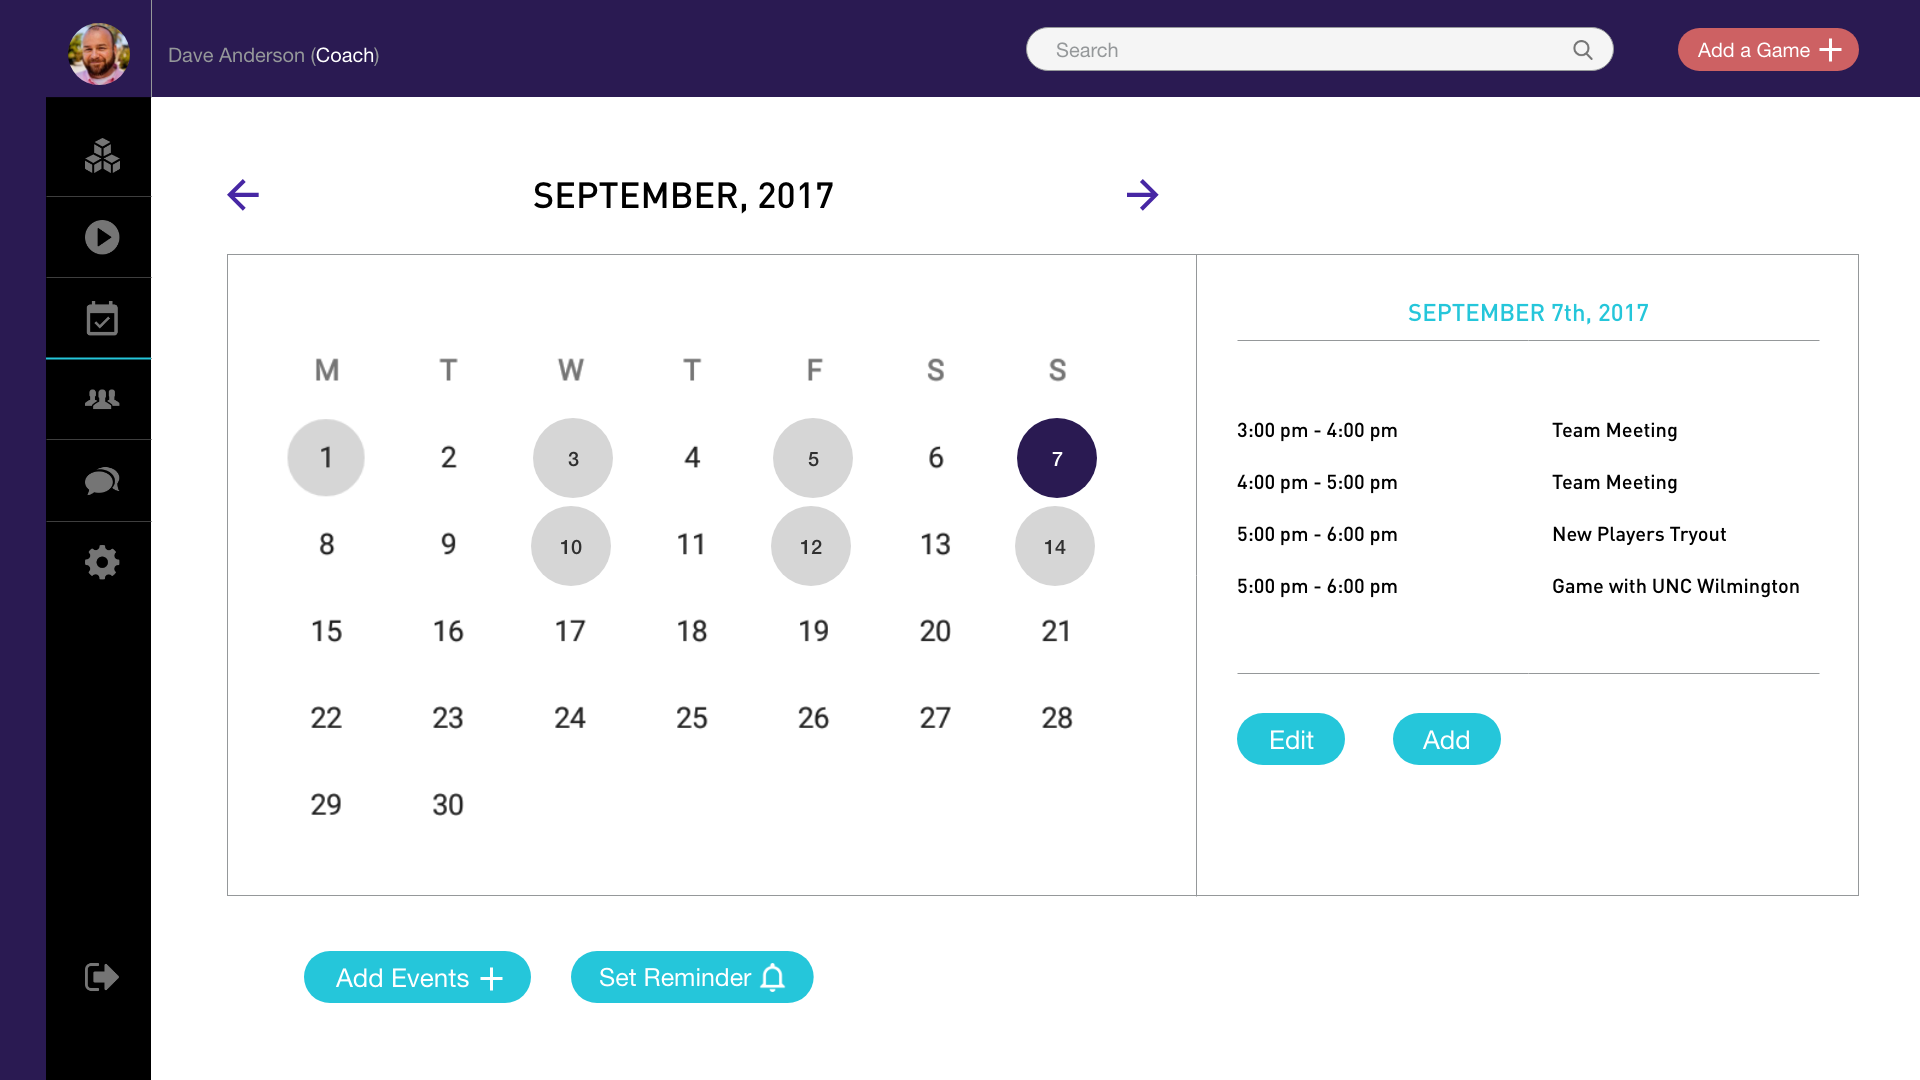 Dave Anderson (Coach)
Search
Add a Game
SEPTEMBER, 2017
M T W T F S S
1 2 3 4 5 6 7
8 9 10 11 12 13 14
15 16 17 18 19 20 21
22 23 24 25 26 27 28
29 30
SEPTEMBER 7th, 2017
3:00 pm - 4:00 pm Team Meeting
4:00 pm - 5:00 pm Team Meeting
5:00 pm - 6:00 pm New Players Tryout
5:00 pm - 6:00 pm Game with UNC Wilmington
Edit Add
Add Events Set Reminder